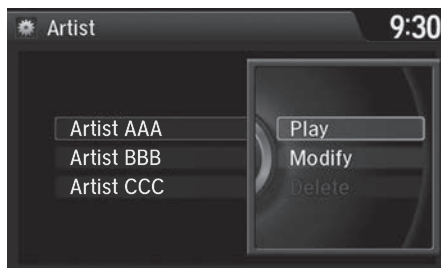 Artist
9:30
Artist AAA
Artist BBB
Artist CCC
Play
Modify
Delete